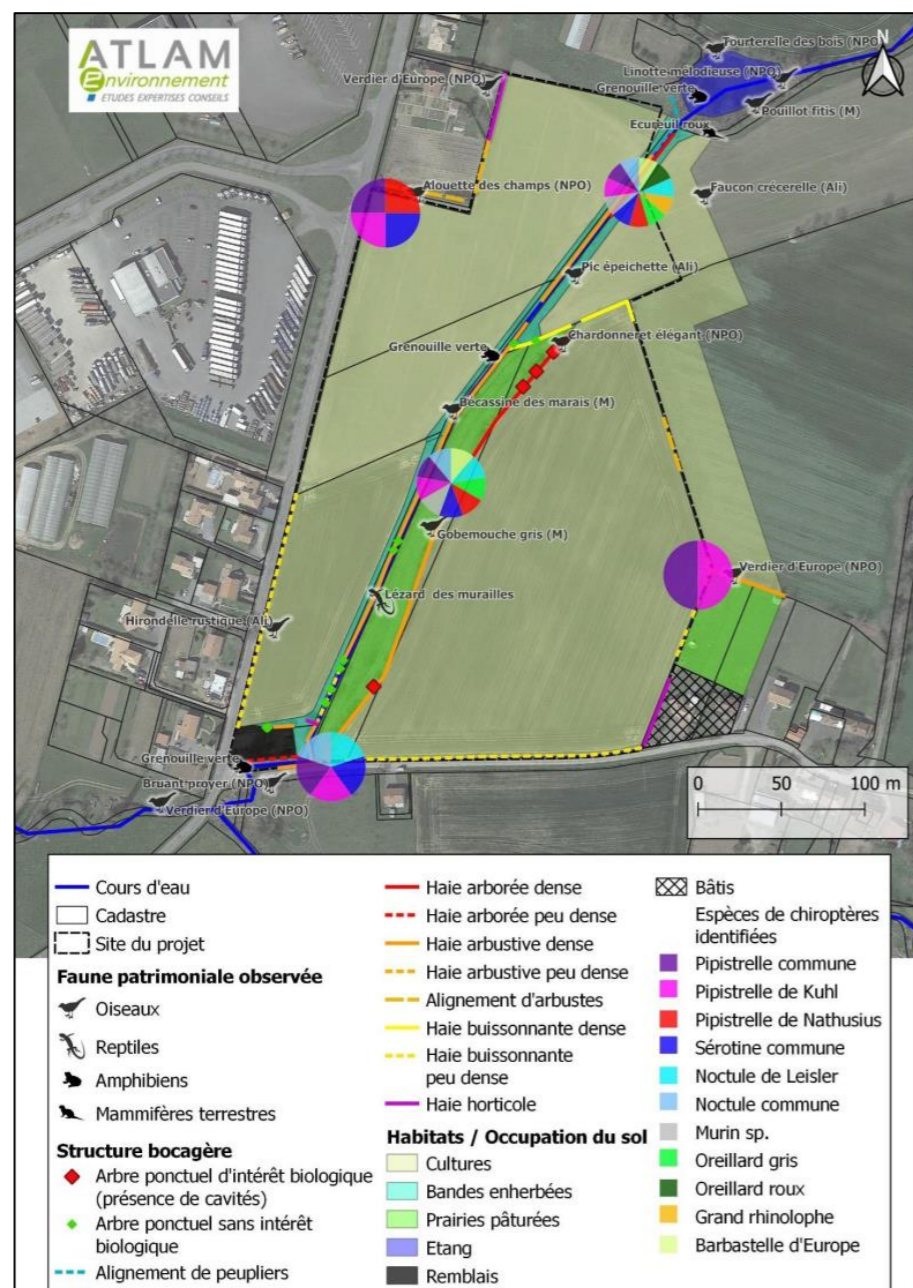 ATLAM
environnement
ETUDES EXPERTISES CONSEILS
Tourterelle des bois (NPO)
N
Verdier d'Europe (NPO)
Linotte mélodieuse (NPO)
Grenouille verte
Pouillot fitis (M)
Ecureuil roux
Alouette des champs (NPO)
Faucon crécerelle (Ali)
Pic épeichette (Ali)
Chardonneret élégant (NPO)
Grenouille verte
Bécassine des marais (M)
Gobemouche gris (M)
Verdier d'Europe (NPO)
Lézard des murailles
Hirondelle rustique (Ali)
Grenouille verte
Bruant proyer (NPO)
Verdier d'Europe (NPO)
0 50 100 m
Cours d'eau
Cadastre
Site du projet
Faune patrimoniale observée
Oiseaux
Reptiles
Amphibiens
Mammifères terrestres
Structure bocagère
Arbre ponctuel d'intérêt biologique
(présence de cavités)
Arbre ponctuel sans intérêt
biologique
Alignement de peupliers
Haie arborée dense
Haie arborée peu dense
Haie arbustive dense
Haie arbustive peu dense
Alignement d'arbustes
Haie buissonnante dense
Haie buissonnante
peu dense
Haie horticole
Habitats / Occupation du sol
Cultures
Bandes enherbées
Prairies pâturées
Etang
Remblais
Bâtis
Espèces de chiroptères
identifiées
Pipistrelle commune
Pipistrelle de Kuhl
Pipistrelle de Nathusius
Sérotine commune
Noctule de Leisler
Noctule commune
Murin sp.
Oreillard gris
Oreillard roux
Grand rhinolophe
Barbastelle d'Europe